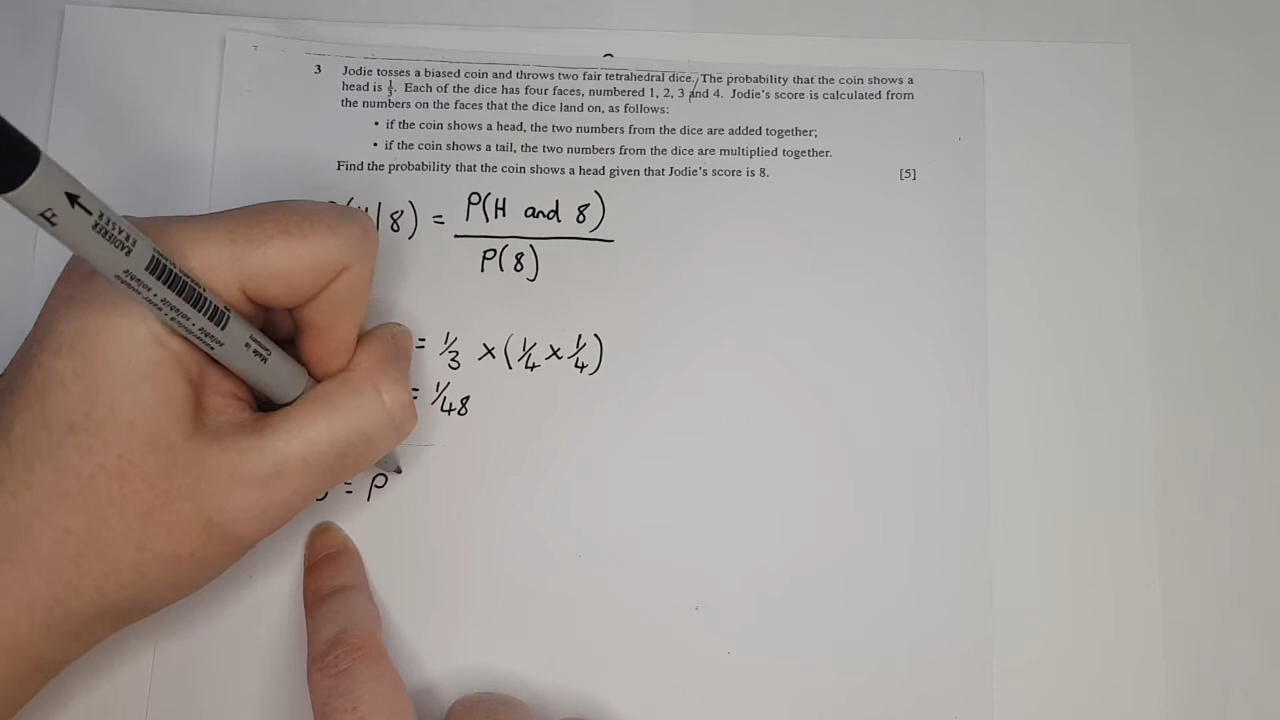 3 Jodie tosses a biased coin and throws two fair tetrahedral dice. The probability that the coin shows a
head is 1/3. Each of the dice has four faces, numbered 1, 2, 3 and 4. Jodie's score is calculated from
the numbers on the faces that the dice land on, as follows:
• if the coin shows a head, the two numbers from the dice are added together;
• if the coin shows a tail, the two numbers from the dice are multiplied together.
Find the probability that the coin shows a head given that Jodie's score is 8. [5]
| 8) = P(H and 8)
P(8)
= 1/3 × (1/4 × 1/4)
= 1/48
= P
F
RADIERER
ERASER
Made in
Germany